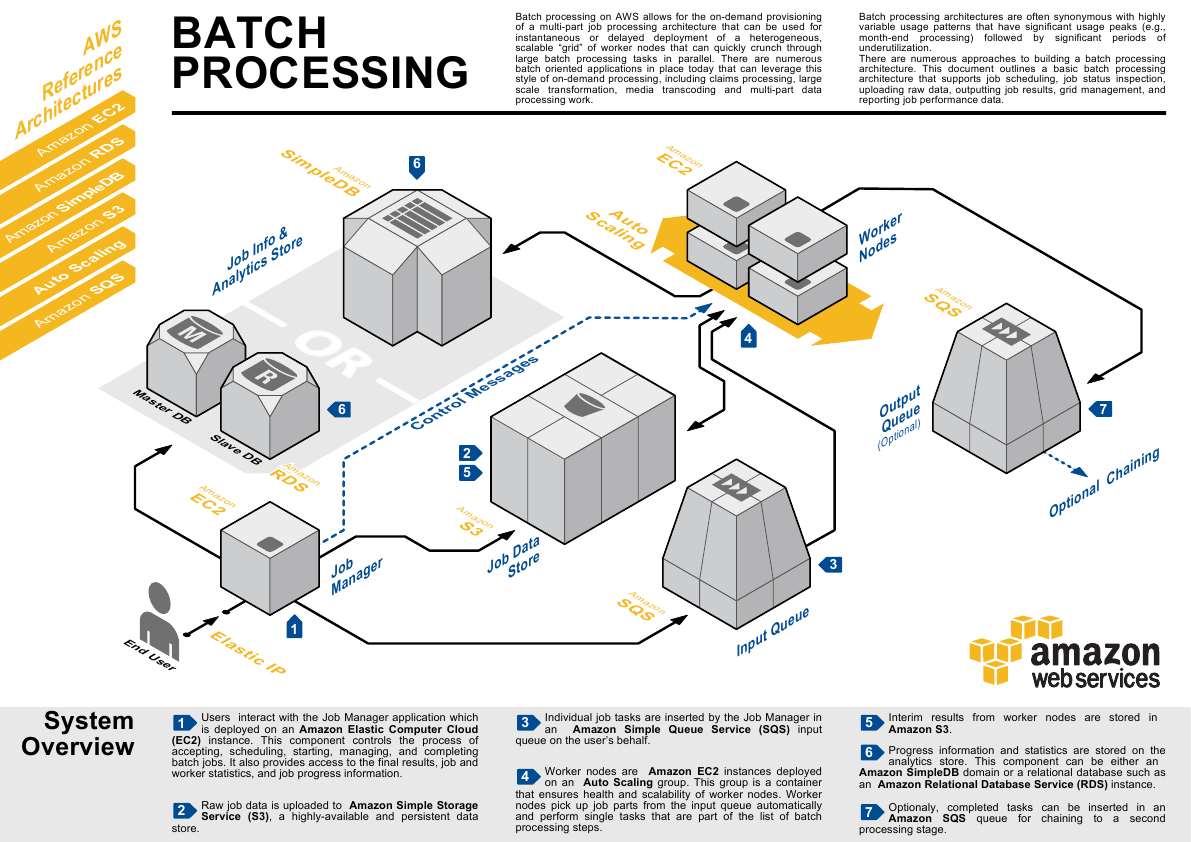 AWS
Reference
Architectures
Amazon EC2
Amazon RDS
Amazon SimpleDB
Amazon S3
Auto Scaling
Amazon SQS
BATCH
PROCESSING
Batch processing on AWS allows for the on-demand provisioning
of a multi-part job processing architecture that can be used for
instantaneous or delayed deployment of a heterogeneous,
scalable “grid” of worker nodes that can quickly crunch through
large batch processing tasks in parallel. There are numerous
batch oriented applications in place today that can leverage this
style of on-demand processing, including claims processing, large
scale transformation, media transcoding and multi-part data
processing work.
Batch processing architectures are often synonymous with highly
variable usage patterns that have significant usage peaks (e.g.,
month-end processing) followed by significant periods of
underutilization.
There are numerous approaches to building a batch processing
architecture. This document outlines a basic batch processing
architecture that supports job scheduling, job status inspection,
uploading raw data, outputting job results, grid management, and
reporting job performance data.
Amazon
SimpleDB
6
Amazon
EC2
Auto
Scaling
Worker
Nodes
Job Info &
Analytics Store
Amazon
SQS
4
OR
M
R
Master DB
Slave DB
6
Amazon
RDS
Control Messages
Output
Queue
(Optional)
7
Optional Chaining
2
5
Amazon
EC2
Amazon
S3
Job Data
Store
Job
Manager
3
Amazon
SQS
Input Queue
1
End User
Elastic IP
amazon
web services
System
Overview
1 Users interact with the Job Manager application which
is deployed on an Amazon Elastic Computer Cloud
(EC2) instance. This component controls the process of
accepting, scheduling, starting, managing, and completing
batch jobs. It also provides access to the final results, job and
worker statistics, and job progress information.
2 Raw job data is uploaded to Amazon Simple Storage
Service (S3), a highly-available and persistent data
store.
3 Individual job tasks are inserted by the Job Manager in
an Amazon Simple Queue Service (SQS) input
queue on the user’s behalf.
4 Worker nodes are Amazon EC2 instances deployed
on an Auto Scaling group. This group is a container
that ensures health and scalability of worker nodes. Worker
nodes pick up job parts from the input queue automatically
and perform single tasks that are part of the list of batch
processing steps.
5 Interim results from worker nodes are stored in
Amazon S3.
6 Progress information and statistics are stored on the
analytics store. This component can be either an
Amazon SimpleDB domain or a relational database such as
an Amazon Relational Database Service (RDS) instance.
7 Optionaly, completed tasks can be inserted in an
Amazon SQS queue for chaining to a second
processing stage.